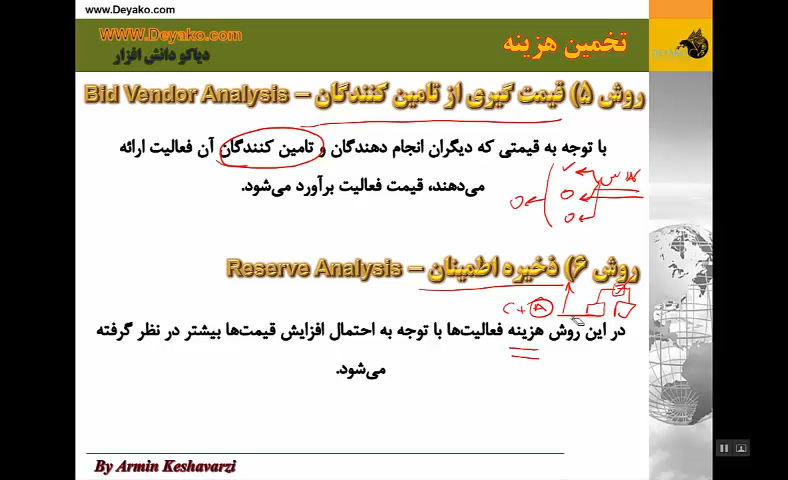 www.Deyako.com
WWW.Deyako.com
دیاکو دانش افزار
تخمین هزینه
DEYAKO
روش ۵) قیمت گیری از تامین کنندگان – Bid Vendor Analysis
با توجه به قیمتی که دیگران انجام دهندگان و تامین کنندگان آن فعالیت ارائه
می‌دهند، قیمت فعالیت برآورد می‌شود.
روش ۶) ذخیره اطمینان – Reserve Analysis
C + A
در این روش هزینه فعالیت‌ها با توجه به احتمال افزایش قیمت‌ها بیشتر در نظر گرفته
می‌شود.
By Armin Keshavarzi